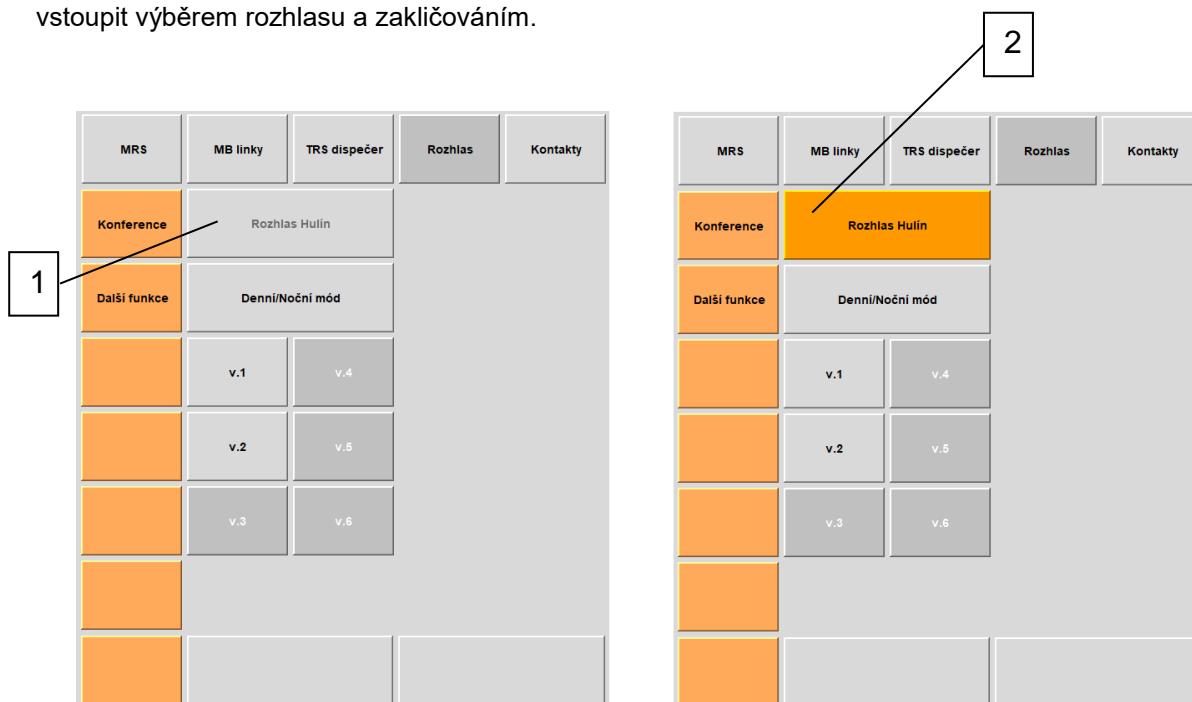 vstoupit výběrem rozhlasu a zakličováním.
2
MRS MB linky TRS dispečer Rozhlas Kontakty
Konference Rozhlas Hulín
1
Další funkce Denní/Noční mód
v.1 v.4
v.2 v.5
v.3 v.6
MRS MB linky TRS dispečer Rozhlas Kontakty
Konference Rozhlas Hulín
Další funkce Denní/Noční mód
v.1 v.4
v.2 v.5
v.3 v.6